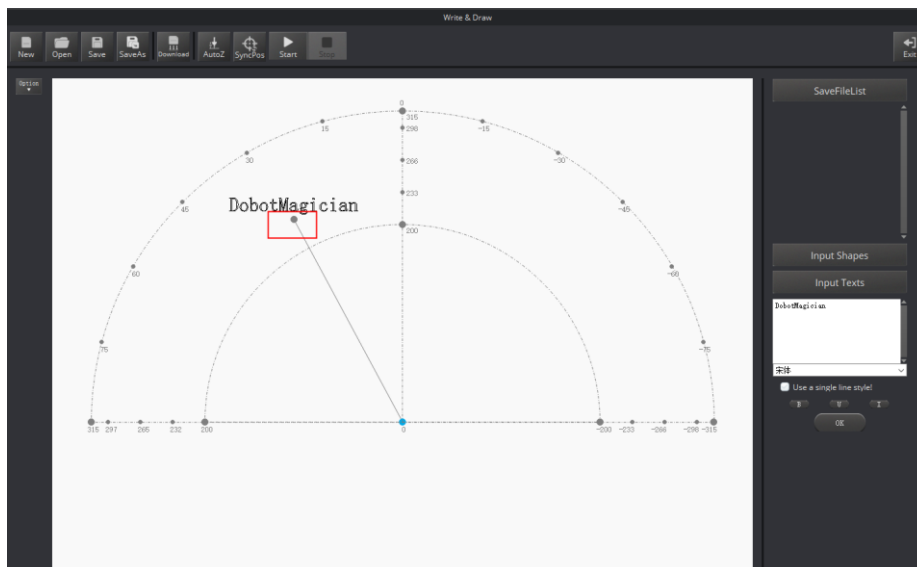 Write & Draw
New Open Save SaveAs Download AutoZ SyncPos Start Stop Exit
Option
SaveFileList
0
315
15 -15
298
30 -30
266
233
DobotMagician
45 -45
200
Input Shapes
60 -60
Input Texts
DobotMagician
75 -75
宋体
Use a single line style!
B U I
OK
315 297 265 232 200 0 -200 -233 -266 -298 -315